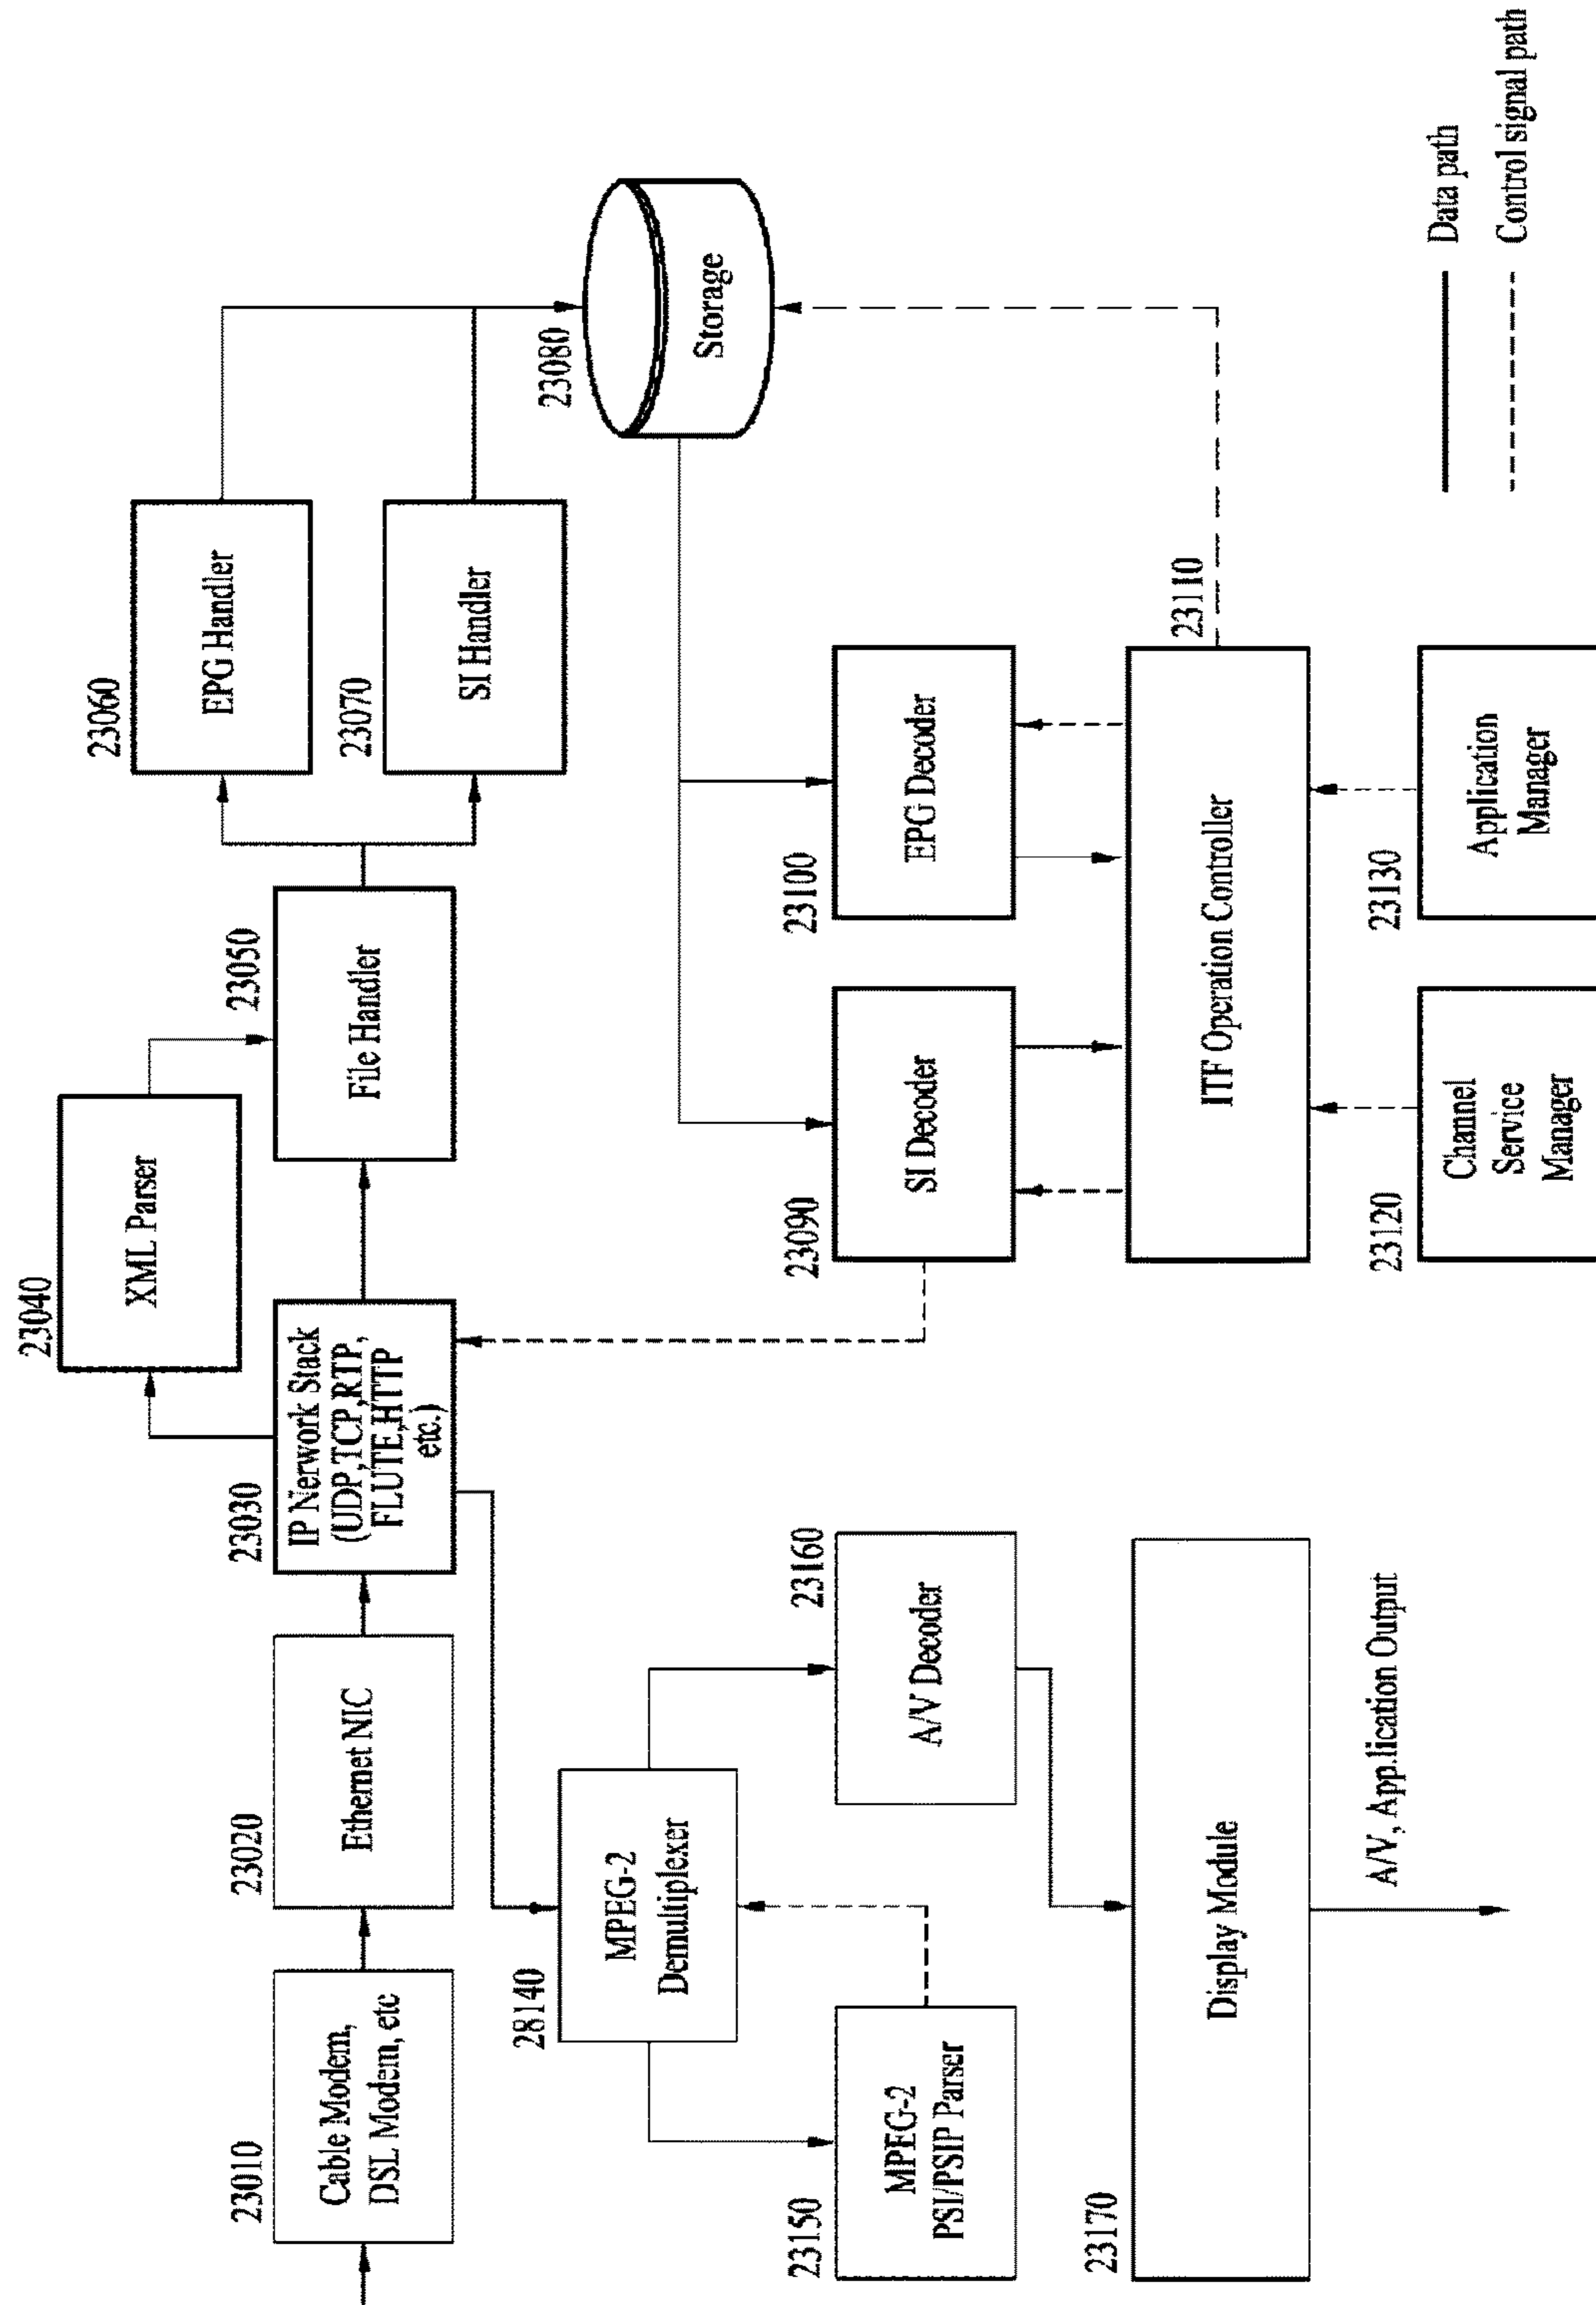 23010
Cable Modem,
DSL Modem, etc
23020
Ethernet NIC
23030
IP Nerwork Stack
(UDP,TCP,RTP,
FLUTE,HTTP
etc.)
23040
XML Parser
23050
File Handler
23060
EPG Handler
23070
SI Handler
23080
Storage
28140
MPEG-2
Demultiplexer
23150
MPEG-2
PSI/PSIP Parser
23160
A/V Decoder
23170
Display Module
A/V, Application Output
23090
SI Decoder
23100
EPG Decoder
23110
ITF Operation Controller
23120
Channel
Service
Manager
23130
Application
Manager
Data path
Control signal path